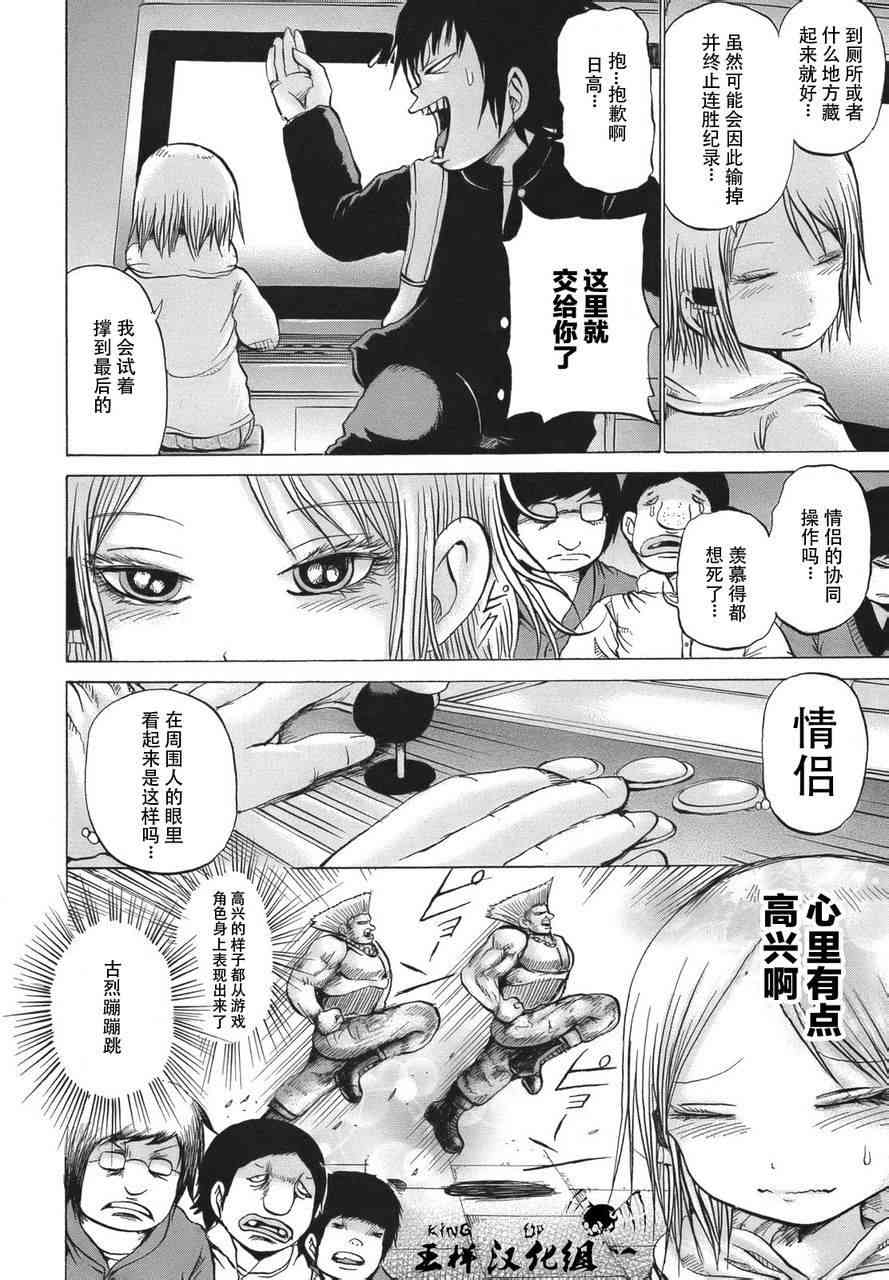 到厕所或者
什么地方藏
起来就好…
虽然可能会因此输掉
并终止连胜纪录…
抱…抱歉啊
日高…
这里就
交给你了
我会试着
撑到最后的
情侣的协同
操作吗…
羡慕得都
想死了…
情侣
在周围人的眼里
看起来是这样吗…
心里有点
高兴啊
高兴的样子都从游戏
角色身上表现出来了
古烈蹦蹦跳
KING OF
王样汉化组